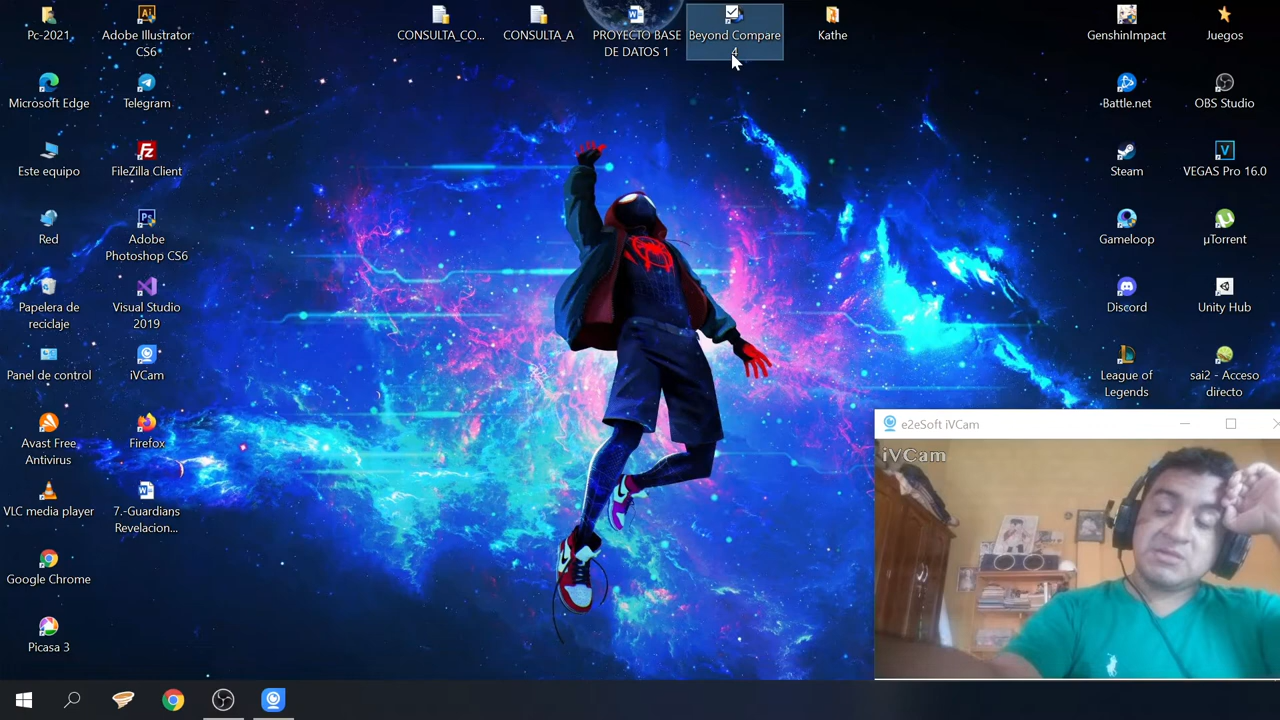 Pc-2021
Adobe Illustrator
CS6
CONSULTA_CO...
CONSULTA_A
PROYECTO BASE
DE DATOS 1
Beyond Compare
4
Kathe
GenshinImpact
Juegos
Microsoft Edge
Telegram
Battle.net
OBS Studio
Este equipo
FileZilla Client
Steam
VEGAS Pro 16.0
Red
Adobe
Photoshop CS6
Gameloop
µTorrent
Papelera de
reciclaje
Visual Studio
2019
Discord
Unity Hub
Panel de control
iVCam
League of
Legends
sai2 - Acceso
directo
Avast Free
Antivirus
Firefox
e2eSoft iVCam
iVCam
VLC media player
7.-Guardians
Revelacion...
Google Chrome
Picasa 3